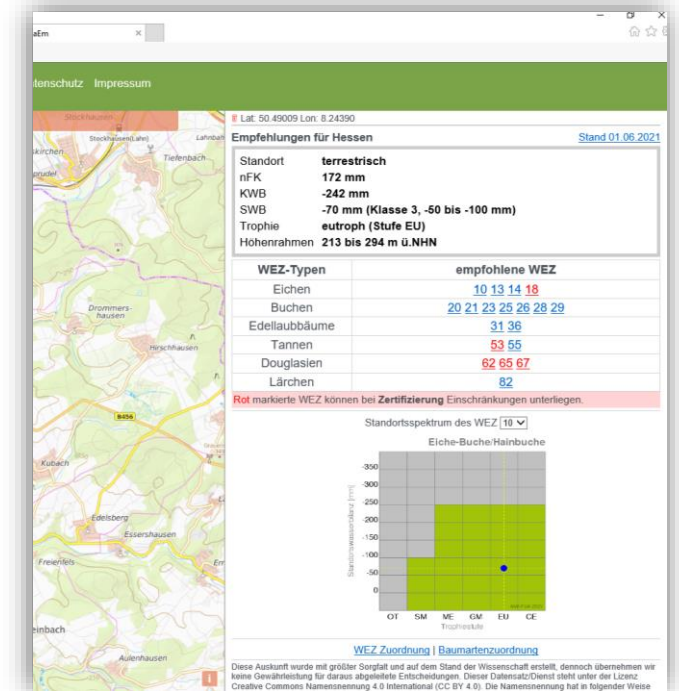 aEm
Datenschutz Impressum
Stockhausen
Stockhausen(Lahn)
Lahnbah
Tiefenbach
skirchen
Drommers-
hausen
Hirschhausen
B456
Kubach
Edelsberg
Essershausen
Freienfels
einbach
Aulenhausen
Lat: 50.49009 Lon: 8.24390
Empfehlungen für Hessen Stand 01.06.2021
Standort terrestrisch
nFK 172 mm
KWB -242 mm
SWB -70 mm (Klasse 3, -50 bis -100 mm)
Trophie eutroph (Stufe EU)
Höhenrahmen 213 bis 294 m ü.NHN
WEZ-Typen empfohlene WEZ
Eichen 10 13 14 18
Buchen 20 21 23 25 26 28 29
Edellaubbäume 31 36
Tannen 53 55
Douglasien 62 65 67
Lärchen 82
Rot markierte WEZ können bei Zertifizierung Einschränkungen unterliegen.
Standortsspektrum des WEZ 10
Eiche-Buche/Hainbuche
Standortswasserbilanz [mm]
-350
-300
-250
-200
-150
-100
-50
0
OT SM ME GM EU CE
Trophiestufe
WEZ Zuordnung | Baumartenzuordnung
Diese Auskunft wurde mit größter Sorgfalt und auf dem Stand der Wissenschaft erstellt, dennoch übernehmen wir
keine Gewährleistung für daraus abgeleitete Entscheidungen. Dieser Datensatz/Dienst steht unter der Lizenz
Creative Commons Namensnennung 4.0 International (CC BY 4.0). Die Namensnennung hat in folgender Weise